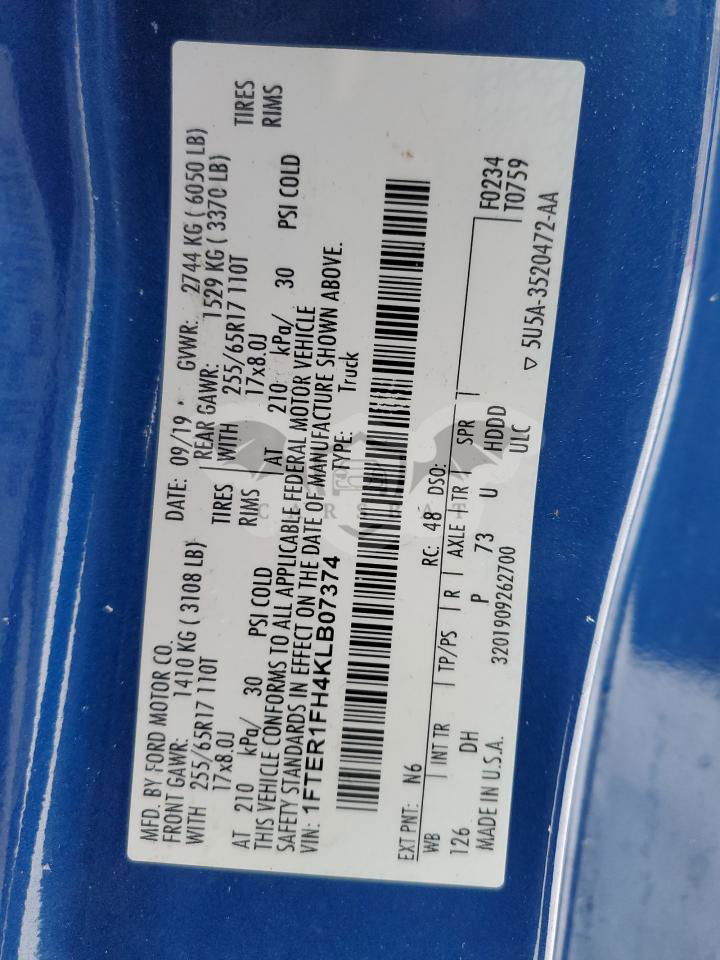 MFD. BY FORD MOTOR CO. DATE: 09/19 GVWR: 2744 KG ( 6050 LB)
FRONT GAWR: 1410 KG ( 3108 LB) REAR GAWR: 1529 KG ( 3370 LB)
WITH 255/65R17 110T TIRES WITH 255/65R17 110T TIRES
17x8.0J RIMS 17x8.0J RIMS
AT 210 kPa/ 30 PSI COLD AT 210 kPa/ 30 PSI COLD
THIS VEHICLE CONFORMS TO ALL APPLICABLE FEDERAL MOTOR VEHICLE
SAFETY STANDARDS IN EFFECT ON THE DATE OF MANUFACTURE SHOWN ABOVE.
VIN: 1FTER1FH4KLB07374 TYPE: Truck
EXT PNT: N6 RC: 48 DSO: F0234
WB INT TR TP/PS R AXLE TR SPR T0759
126 DH P 73 U HDDD
MADE IN U.S.A. 3201909262700 ULC
▽ 5U5A-3520472-AA